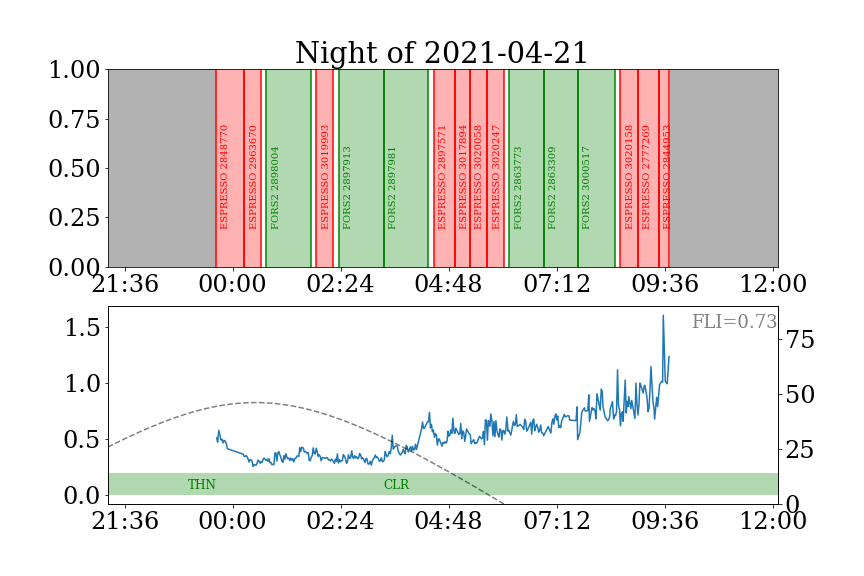 Night of 2021-04-21
1.00
0.75
0.50
0.25
0.00
ESPRESSO 2848770
ESPRESSO 2963670
FORS2 2898004
ESPRESSO 3019993
FORS2 2897913
FORS2 2897981
ESPRESSO 2897571
ESPRESSO 3017894
ESPRESSO 3020058
ESPRESSO 3020247
FORS2 2863773
FORS2 2863309
FORS2 3000517
ESPRESSO 3020158
ESPRESSO 2777269
ESPRESSO 2844953
21:36 00:00 02:24 04:48 07:12 09:36 12:00
FLI=0.73
1.5
1.0
0.5
0.0
75
50
25
0
THN CLR
21:36 00:00 02:24 04:48 07:12 09:36 12:00